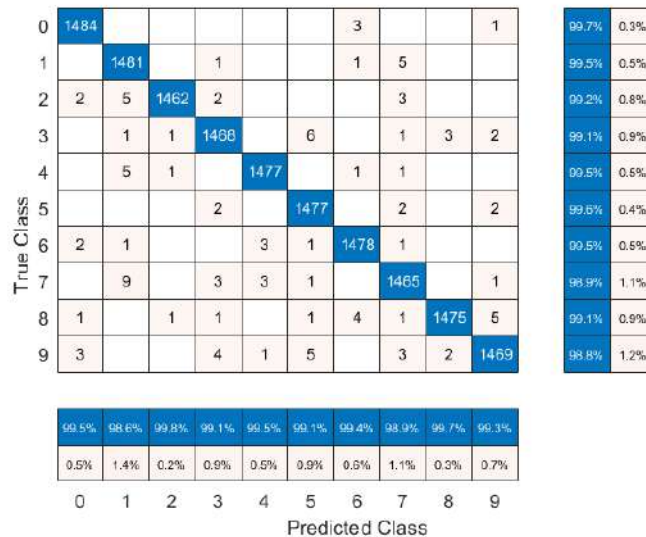 0 1484 3 1 99.7% 0.3%
1 1481 1 1 5 99.5% 0.5%
2 2 5 1462 2 3 99.2% 0.8%
3 1 1 1468 6 1 3 2 99.1% 0.9%
4 5 1 1477 1 1 99.5% 0.5%
5 2 1477 2 2 99.6% 0.4%
6 2 1 3 1 1478 1 99.5% 0.5%
7 9 3 3 1 1465 1 98.9% 1.1%
8 1 1 1 1 4 1 1475 5 99.1% 0.9%
9 3 4 1 5 3 2 1469 98.8% 1.2%
True Class
99.5% 98.6% 99.8% 99.1% 99.5% 99.1% 99.4% 98.9% 99.7% 99.3%
0.5% 1.4% 0.2% 0.9% 0.5% 0.9% 0.6% 1.1% 0.3% 0.7%
0 1 2 3 4 5 6 7 8 9
Predicted Class